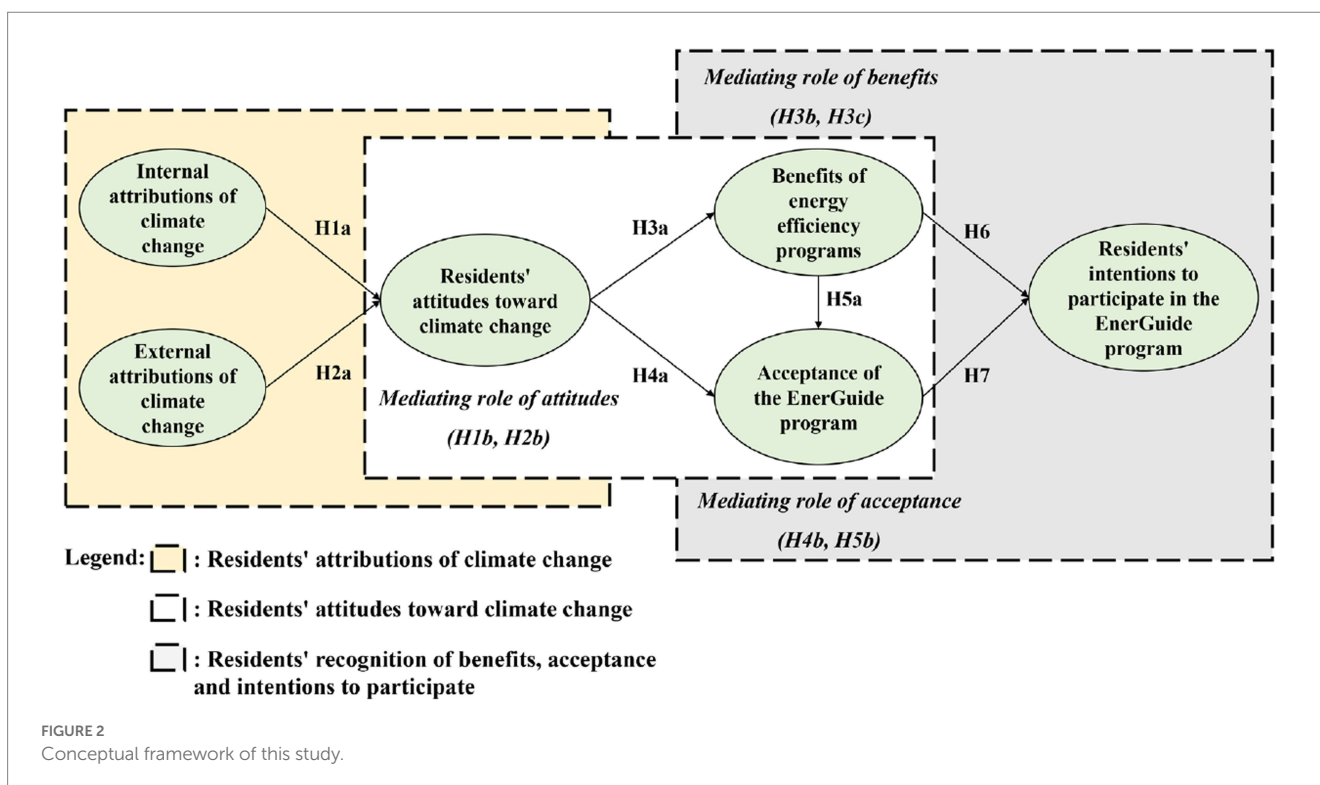 Mediating role of benefits
(H3b, H3c)
Internal
attributions of
climate
change
H1a
External
attributions of
climate
change
H2a
Residents'
attitudes toward
climate change
Mediating role of attitudes
(H1b, H2b)
H3a
H4a
Benefits of
energy
efficiency
programs
H5a
Acceptance of
the EnerGuide
program
H6
H7
Residents'
intentions to
participate in the
EnerGuide
program
Mediating role of acceptance
(H4b, H5b)
Legend: : Residents' attributions of climate change
: Residents' attitudes toward climate change
: Residents' recognition of benefits, acceptance
and intentions to participate
FIGURE 2
Conceptual framework of this study.